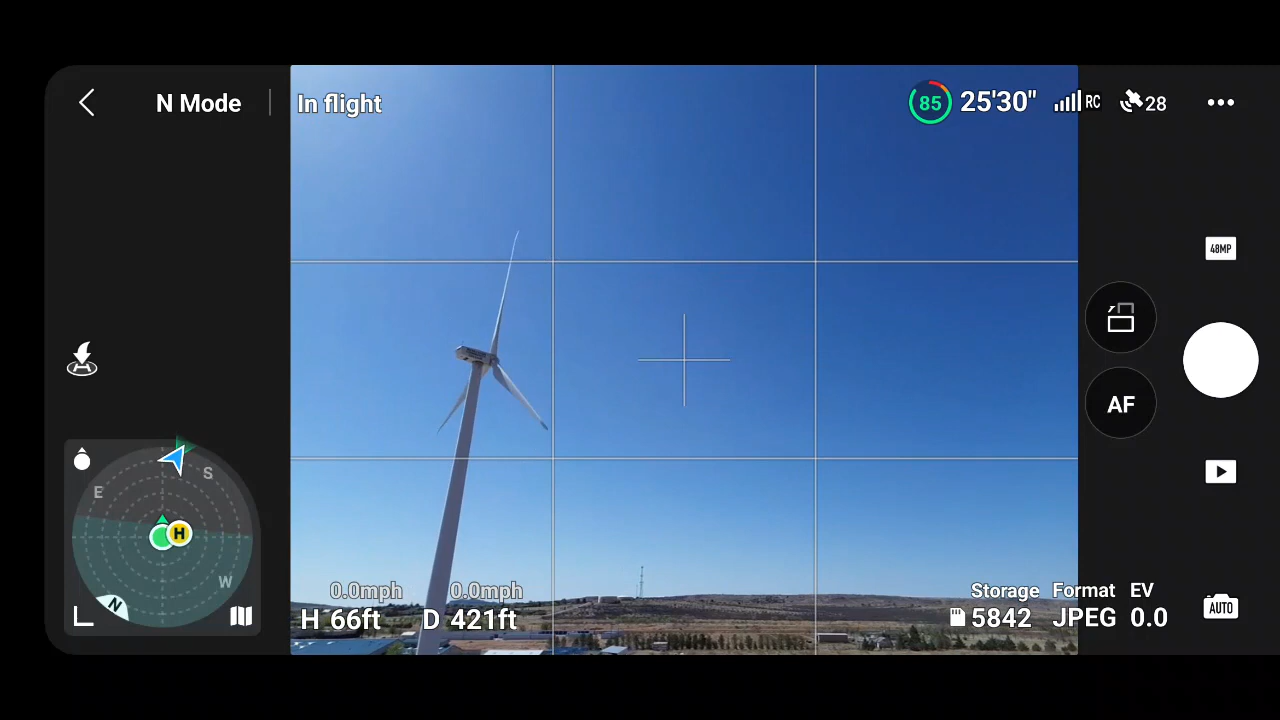 N Mode
In flight
85
25'30"
RC
28
48MP
AF
S
E
H
W
N
0.0mph 0.0mph
H 66ft D 421ft
Storage Format EV
5842 JPEG 0.0
AUTO